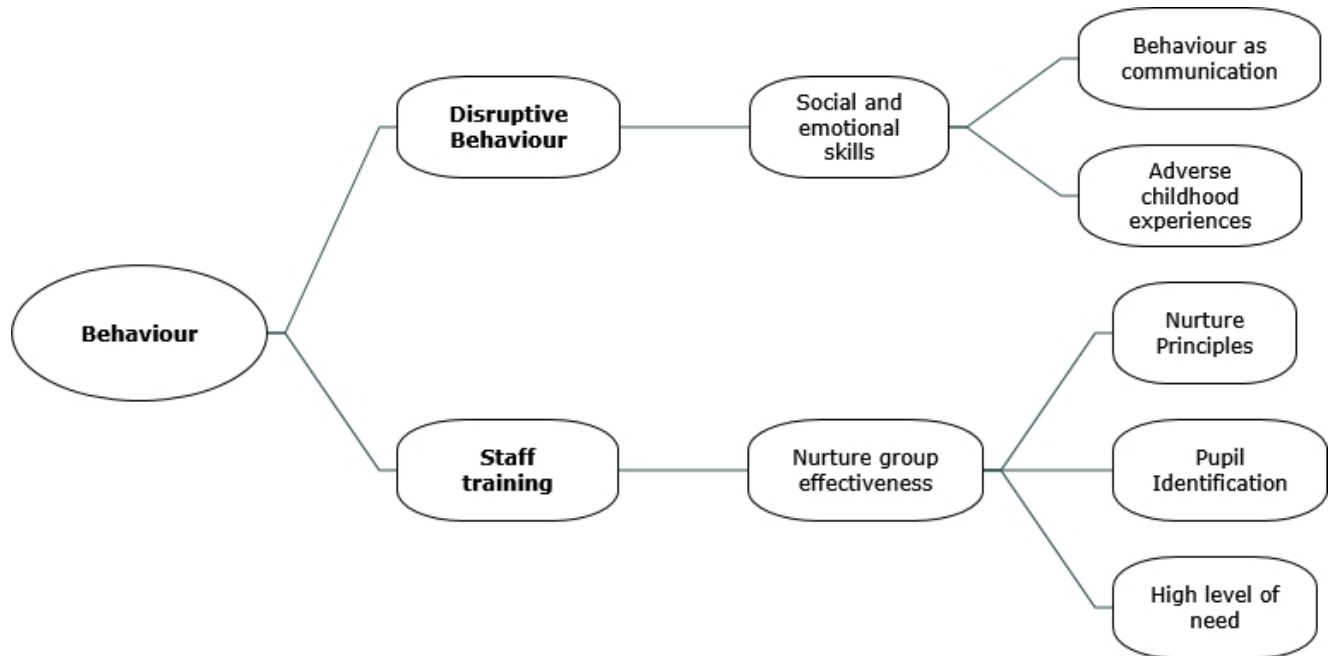 Behaviour
Disruptive
Behaviour
Social and
emotional
skills
Behaviour as
communication
Adverse
childhood
experiences
Staff
training
Nurture group
effectiveness
Nurture
Principles
Pupil
Identification
High level of
need